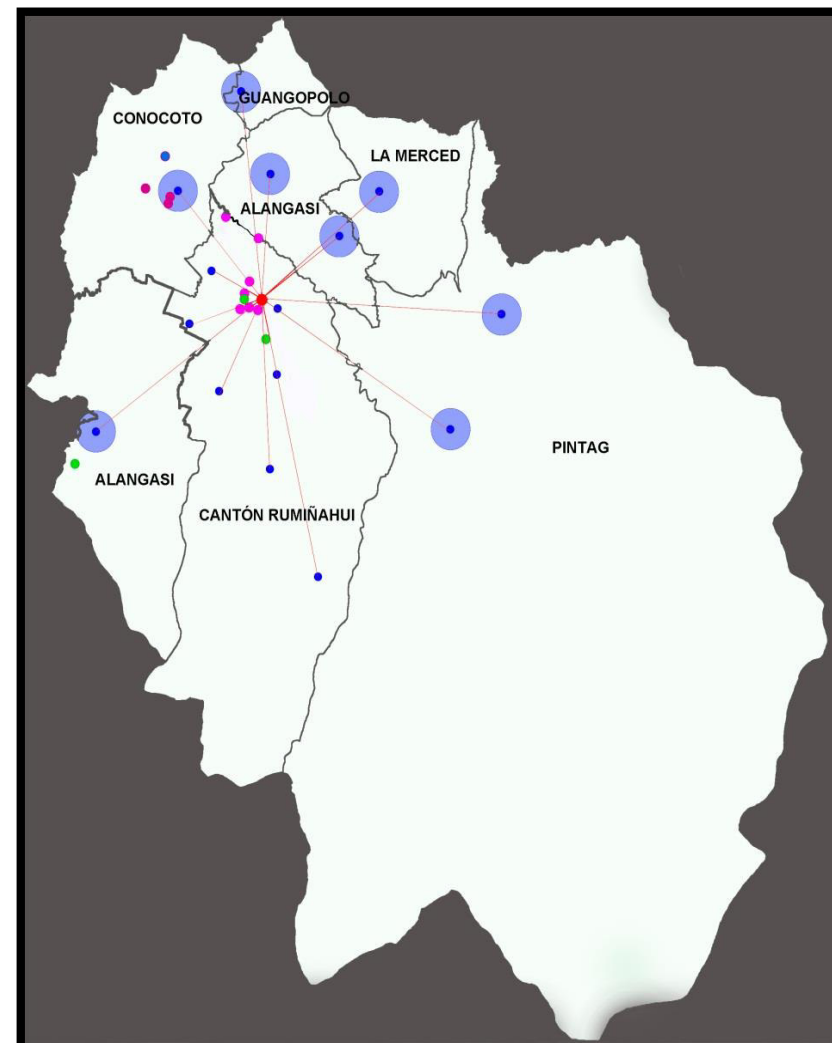 GUANGOPOLO
CONOCOTO
LA MERCED
ALANGASI
PINTAG
ALANGASI
CANTÓN RUMIÑAHUI